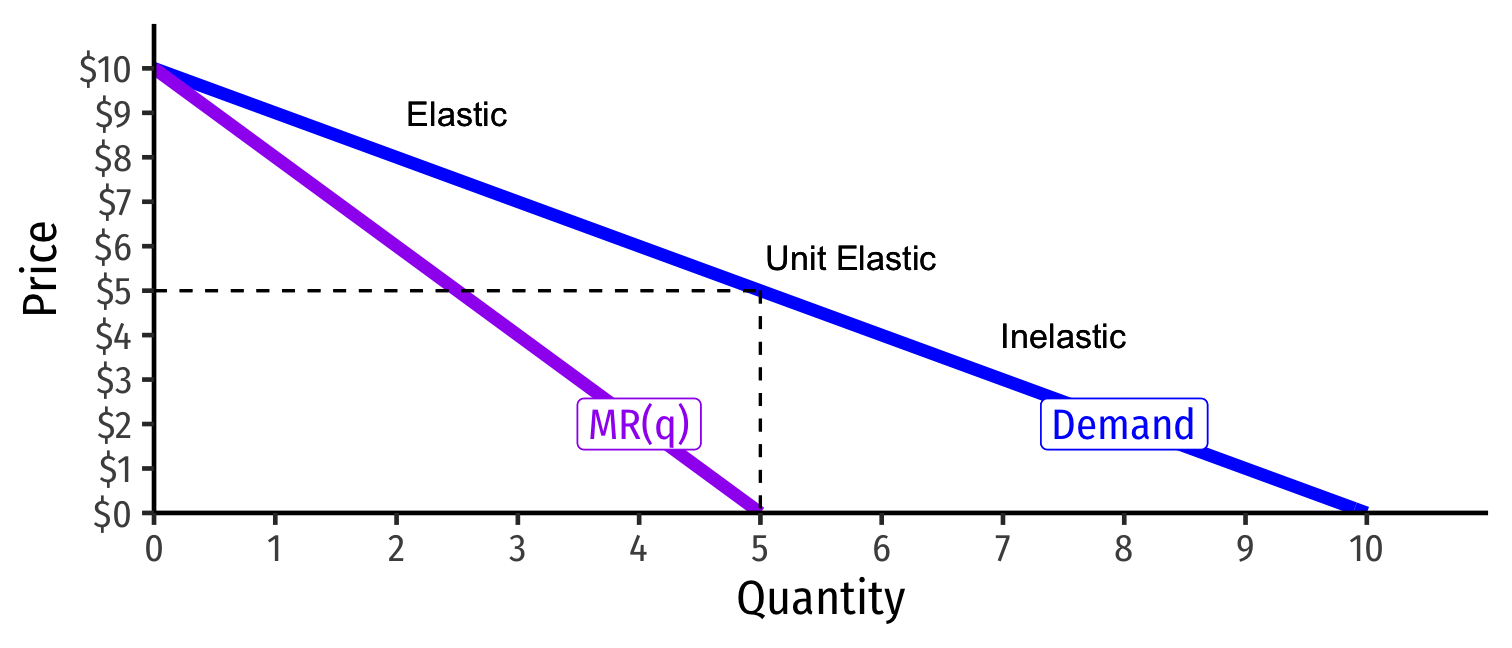 $10
$9
Elastic
$8
$7
$6
Unit Elastic
$5
$4
Inelastic
$3
$2
MR(q)
Demand
$1
$0
Price
0 1 2 3 4 5 6 7 8 9 10
Quantity